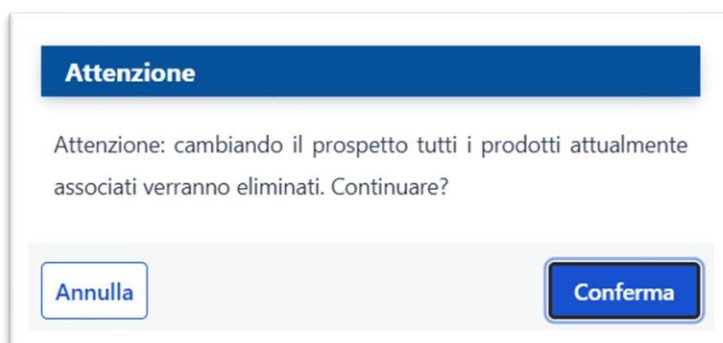 Attenzione
Attenzione: cambiando il prospetto tutti i prodotti attualmente
associati verranno eliminati. Continuare?
Annulla
Conferma